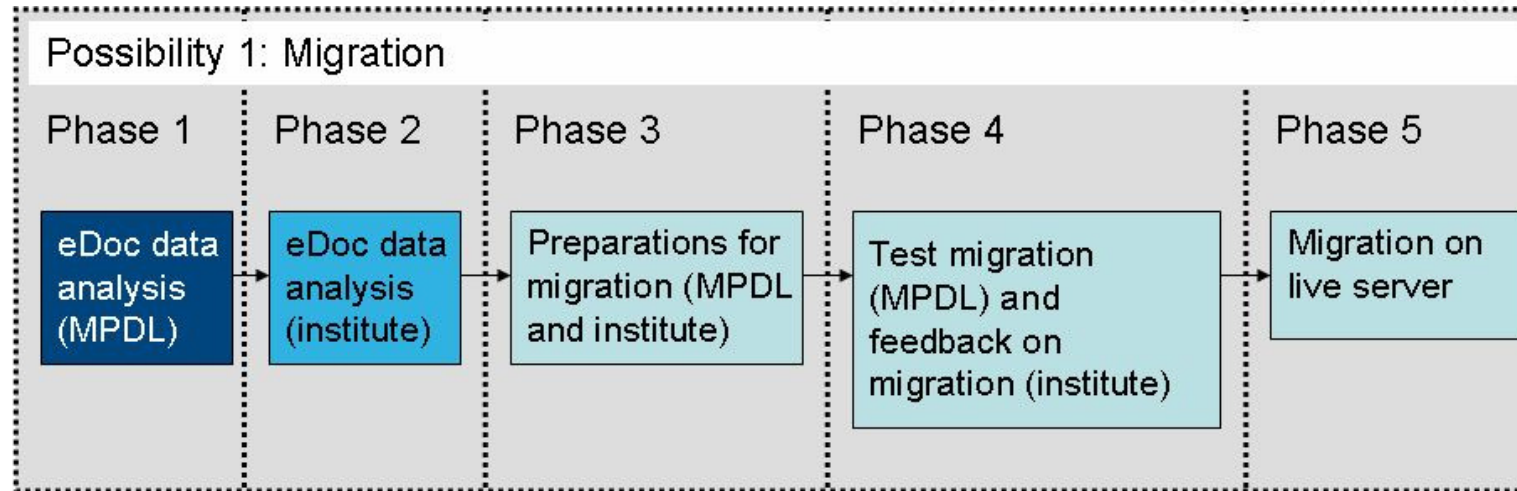 Possibility 1: Migration
Phase 1
Phase 2
Phase 3
Phase 4
Phase 5
eDoc data
analysis
(MPDL)
eDoc data
analysis
(institute)
Preparations for
migration (MPDL
and institute)
Test migration
(MPDL) and
feedback on
migration (institute)
Migration on
live server